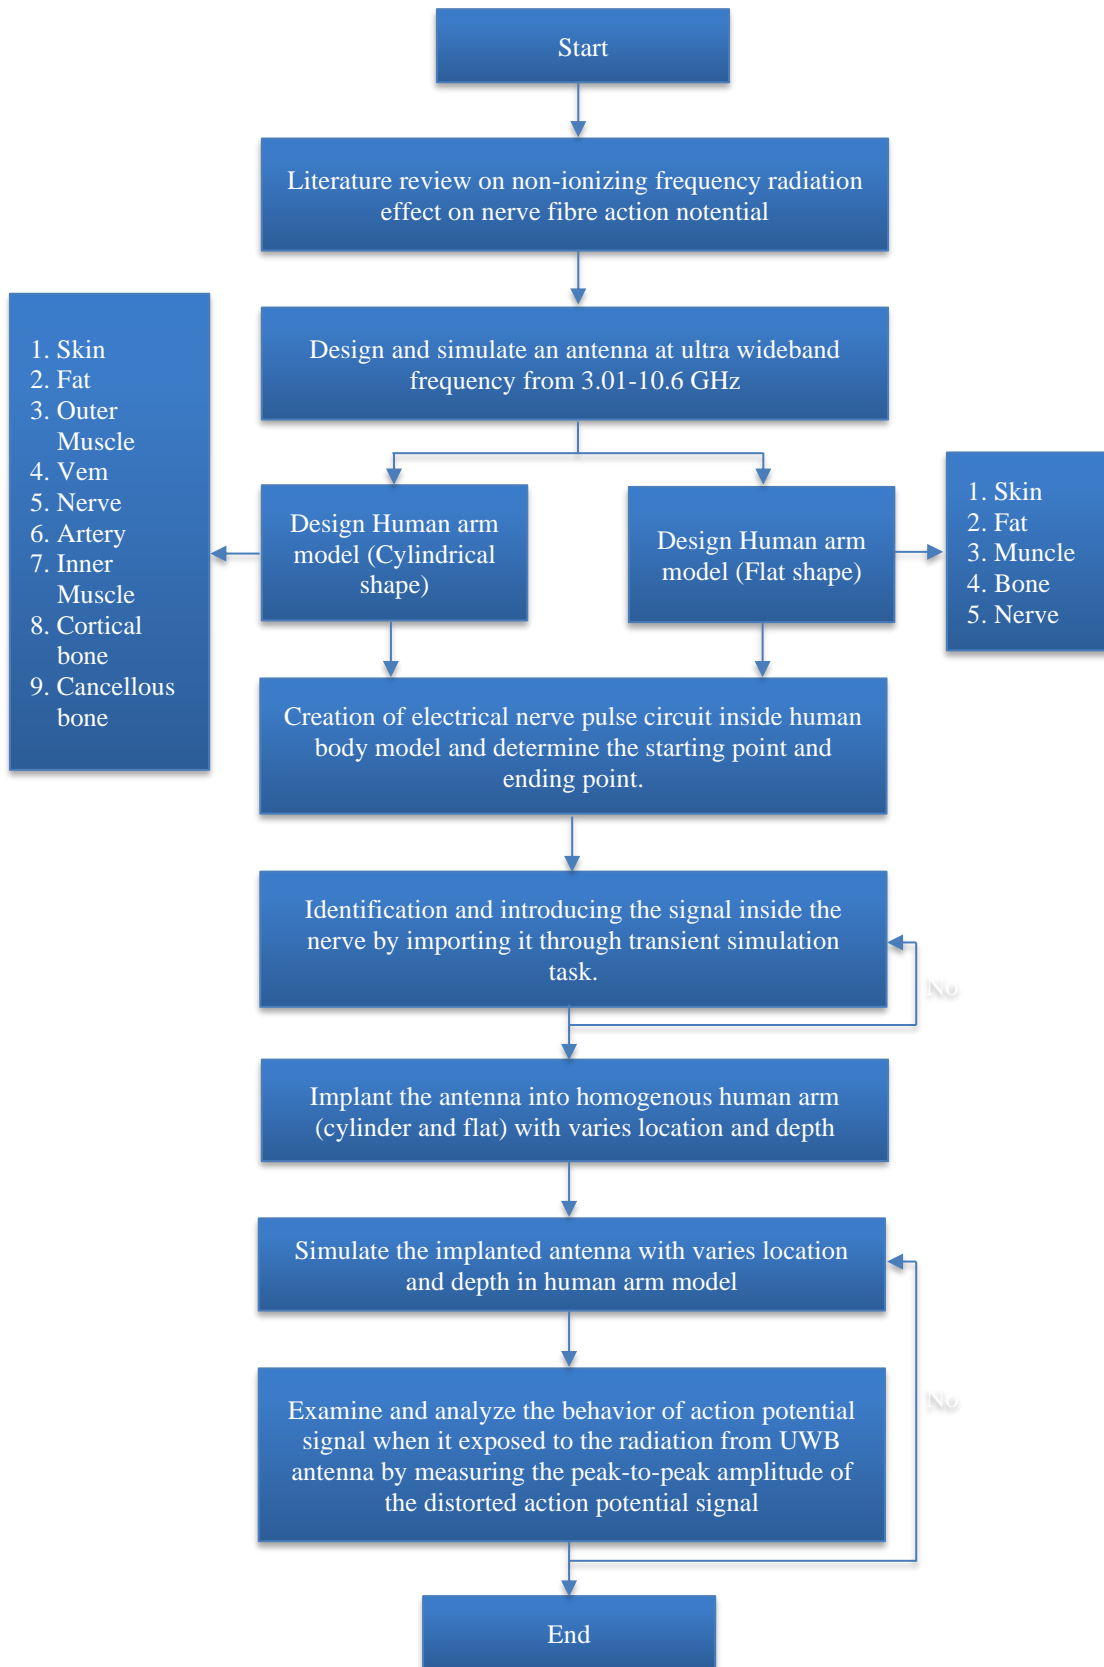 Start
Literature review on non-ionizing frequency radiation
effect on nerve fibre action notential
Design and simulate an antenna at ultra wideband
frequency from 3.01-10.6 GHz
1. Skin
2. Fat
3. Outer
Muscle
4. Vem
5. Nerve
6. Artery
7. Inner
Muscle
8. Cortical
bone
9. Cancellous
bone
Design Human arm
model (Cylindrical
shape)
Design Human arm
model (Flat shape)
1. Skin
2. Fat
3. Muncle
4. Bone
5. Nerve
Creation of electrical nerve pulse circuit inside human
body model and determine the starting point and
ending point.
Identification and introducing the signal inside the
nerve by importing it through transient simulation
task.
No
Implant the antenna into homogenous human arm
(cylinder and flat) with varies location and depth
Simulate the implanted antenna with varies location
and depth in human arm model
No
Examine and analyze the behavior of action potential
signal when it exposed to the radiation from UWB
antenna by measuring the peak-to-peak amplitude of
the distorted action potential signal
End